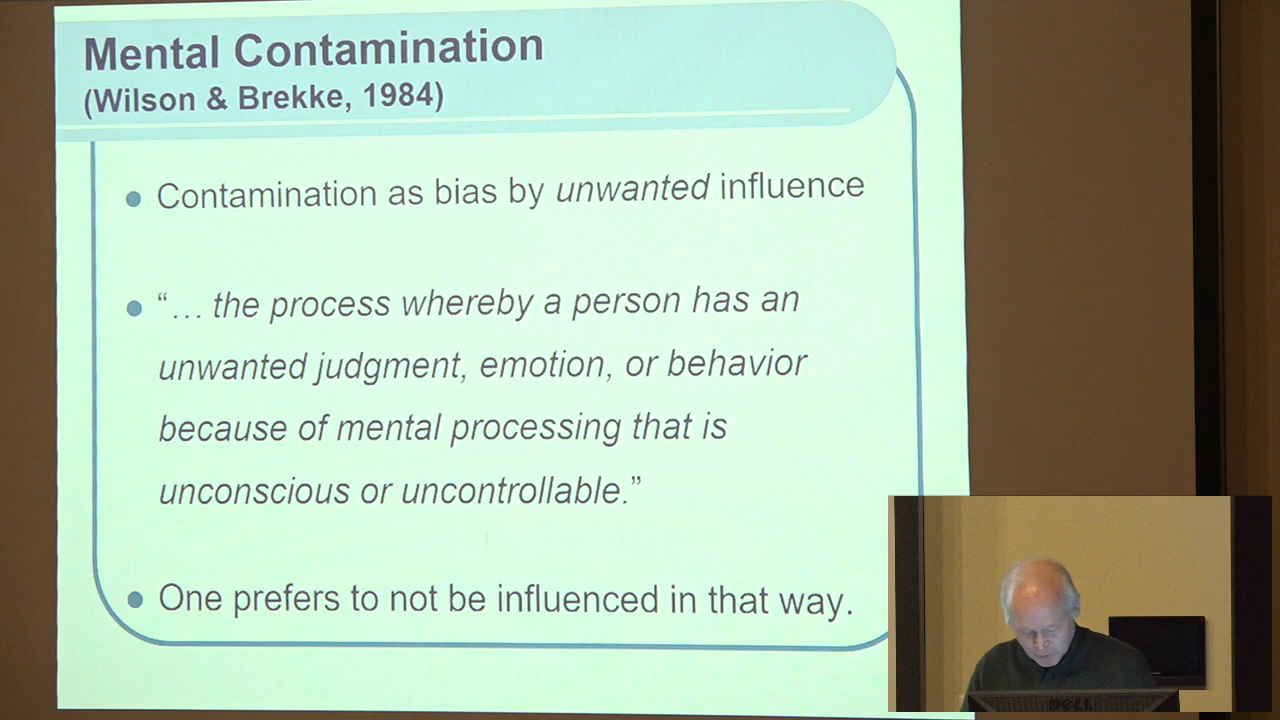 Mental Contamination
(Wilson & Brekke, 1984)
Contamination as bias by unwanted influence
“… the process whereby a person has an
unwanted judgment, emotion, or behavior
because of mental processing that is
unconscious or uncontrollable.”
One prefers to not be influenced in that way.
DELL